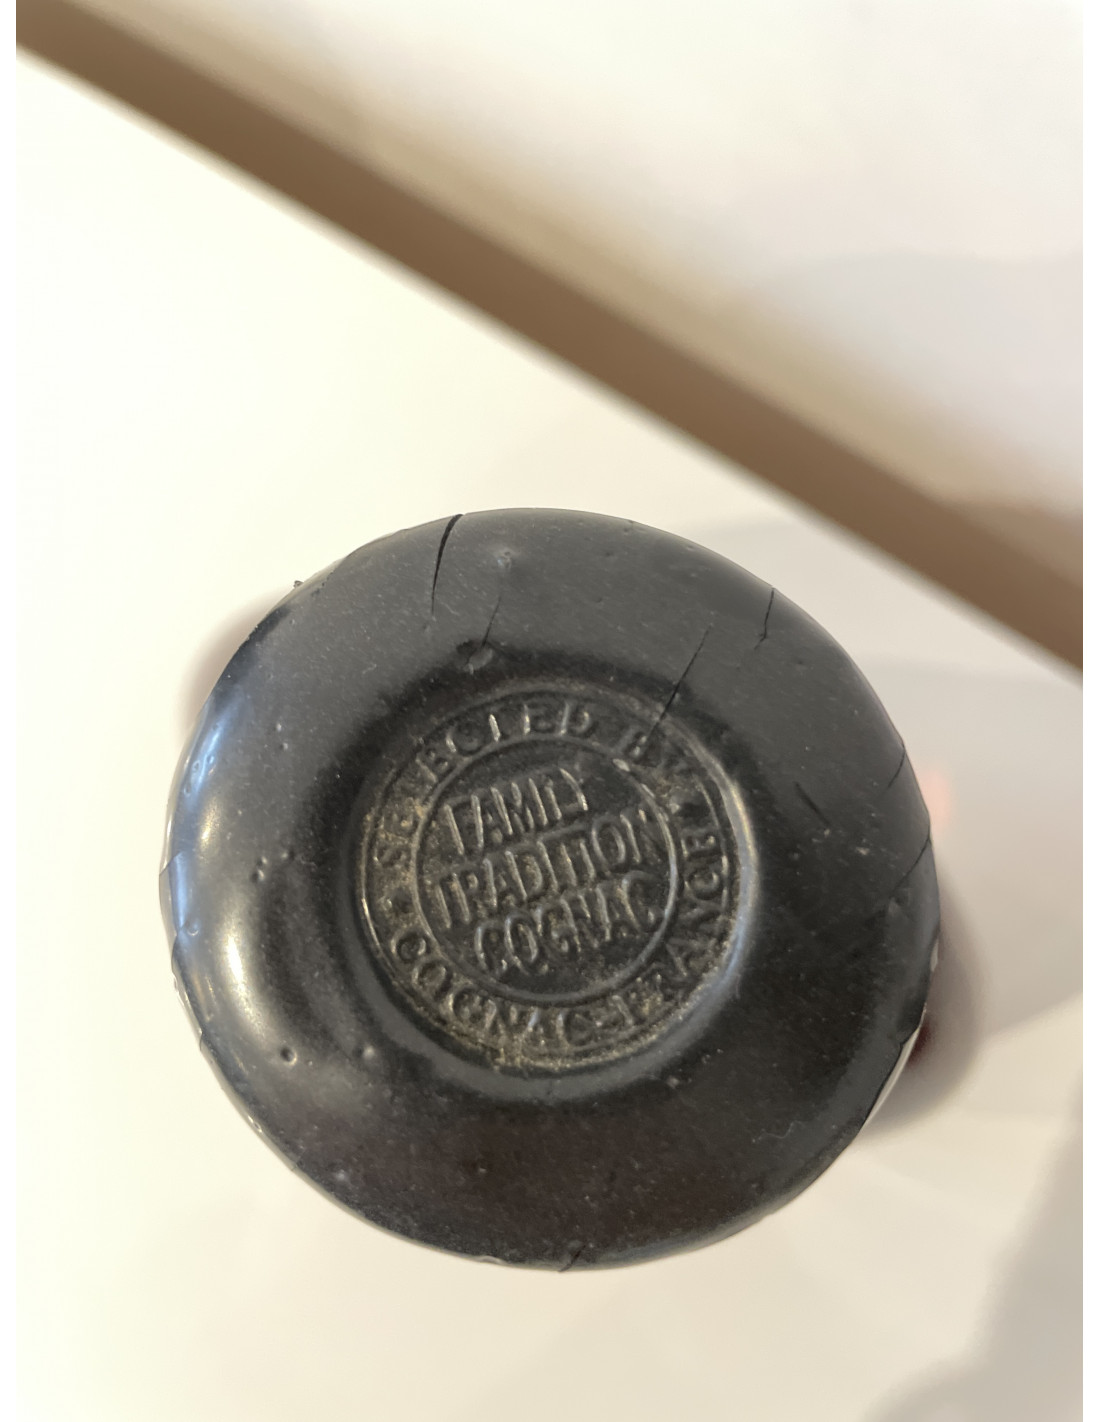 SELECTED BY
FAMILY
TRADITION
COGNAC
COGNAC-FRANCE